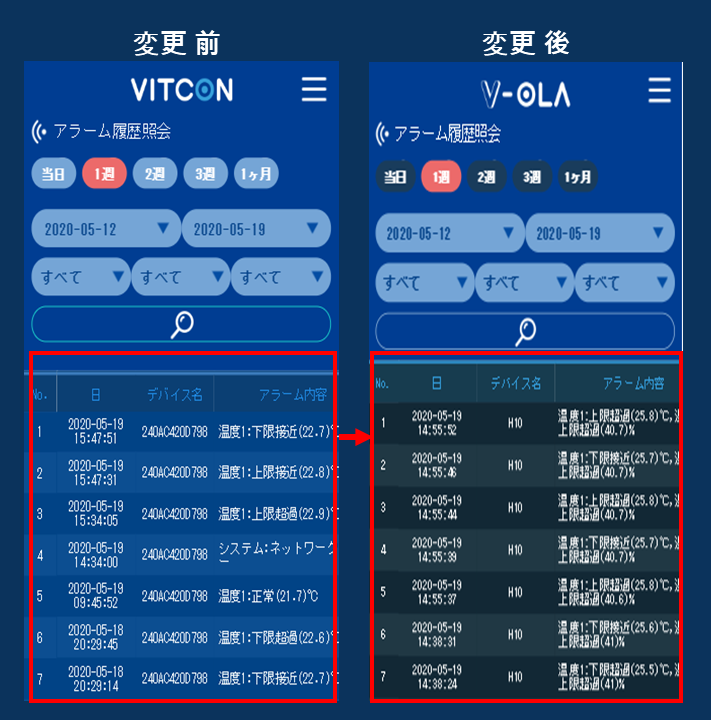 変更 前
変更 後
VITCON
アラーム履歴照会
当日 1週 2週 3週 1ヶ月
2020-05-12 ▼ 2020-05-19 ▼
すべて ▼ すべて ▼ すべて ▼
No. 日 デバイス名 アラーム内容
1 2020-05-19 15:47:51 240AC420D798 温度1:下限接近(22.7)℃
2 2020-05-19 15:47:31 240AC420D798 温度1:上限接近(22.8)℃
3 2020-05-19 15:34:05 240AC420D798 温度1:上限超過(22.9)℃
4 2020-05-19 14:34:00 240AC420D798 システム:ネットワーク
ー
5 2020-05-19 09:45:52 240AC420D798 温度1:正常(21.7)℃
6 2020-05-18 20:29:45 240AC420D798 温度1:下限超過(22.6)℃
7 2020-05-18 20:29:14 240AC420D798 温度1:下限接近(22.7)℃
V-OLA
アラーム履歴照会
当日 1週 2週 3週 1ヶ月
2020-05-12 ▼ 2020-05-19 ▼
すべて ▼ すべて ▼ すべて ▼
No. 日 デバイス名 アラーム内容
1 2020-05-19 14:55:52 H10 温度1:上限超過(25.8)℃,
上限超過(40.7)%
2 2020-05-19 14:55:46 H10 温度1:下限接近(25.7)℃,
上限超過(40.7)%
3 2020-05-19 14:55:44 H10 温度1:上限超過(25.8)℃,
上限超過(40.7)%
4 2020-05-19 14:55:39 H10 温度1:下限接近(25.7)℃,
上限超過(40.7)%
5 2020-05-19 14:55:37 H10 温度1:上限超過(25.8)℃,
上限超過(40.6)%
6 2020-05-19 14:38:31 H10 温度1:下限接近(25.6)℃,
上限超過(41)%
7 2020-05-19 14:38:24 H10 温度1:下限超過(25.5)℃,
上限超過(41)%